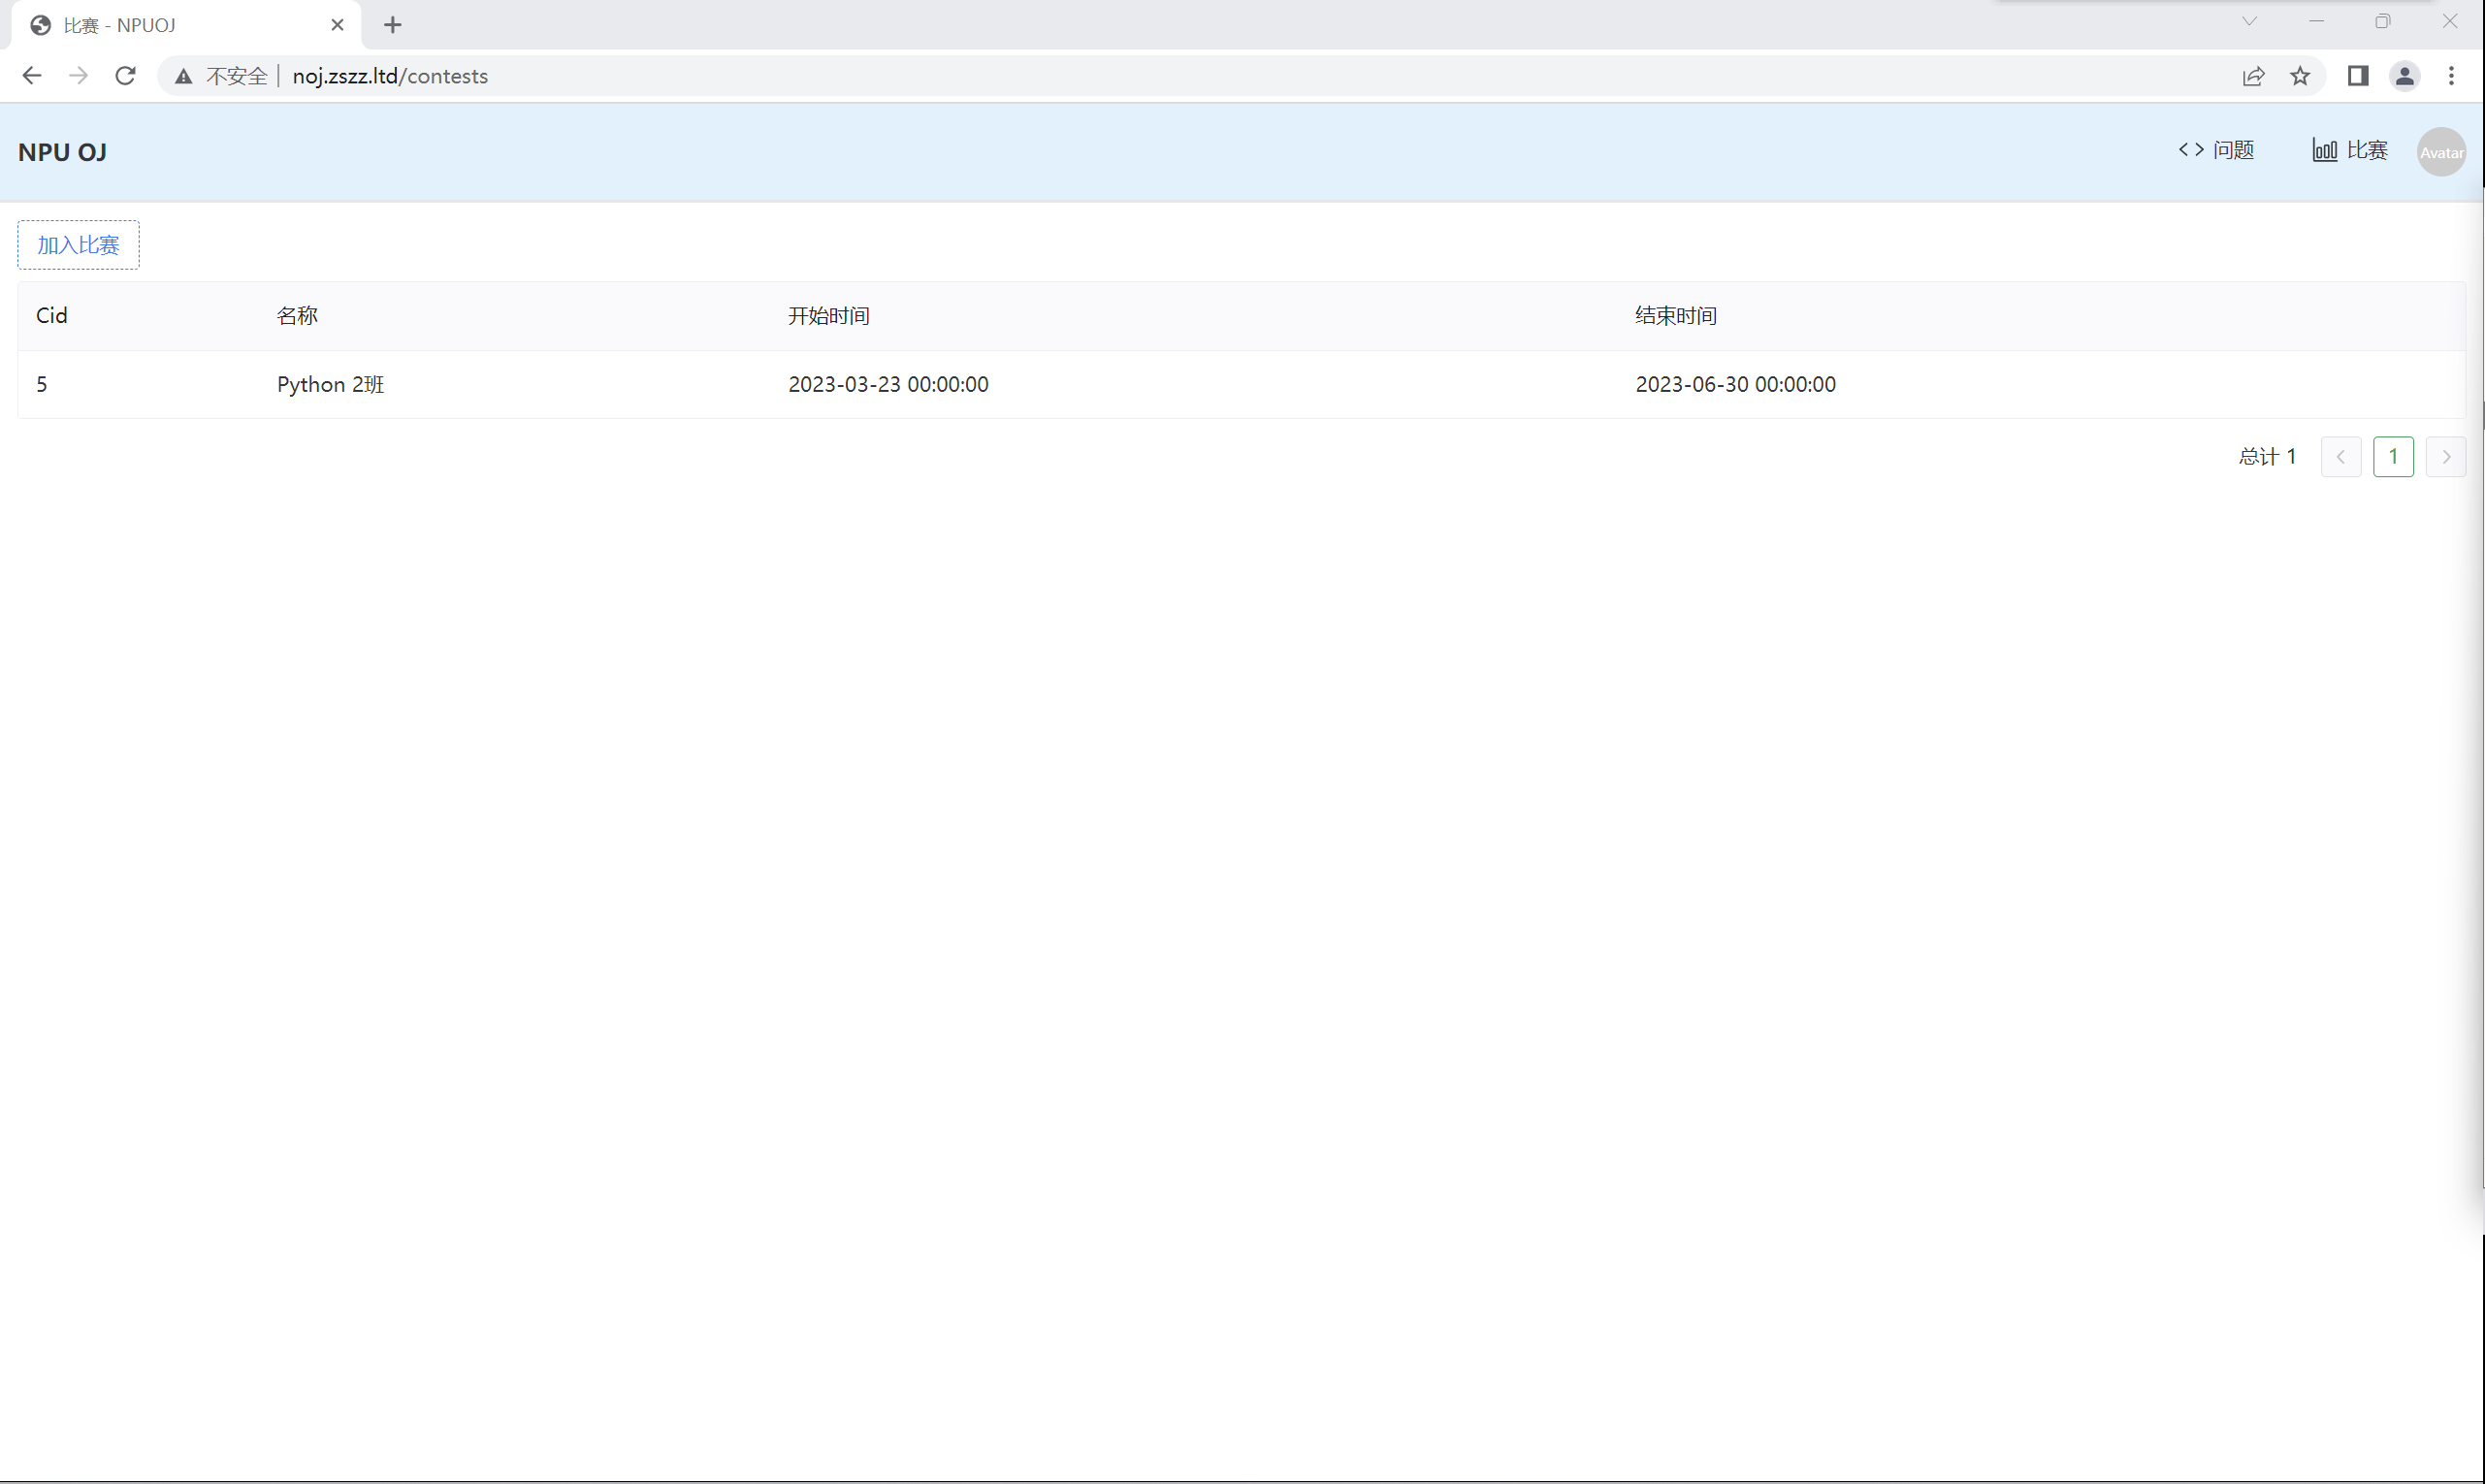 比赛 - NPUOJ
不安全 noj.zszz.ltd/contests
NPU OJ 问题 比赛 Avatar
加入比赛
Cid 名称 开始时间 结束时间
5 Python 2班 2023-03-23 00:00:00 2023-06-30 00:00:00
总计 1 1